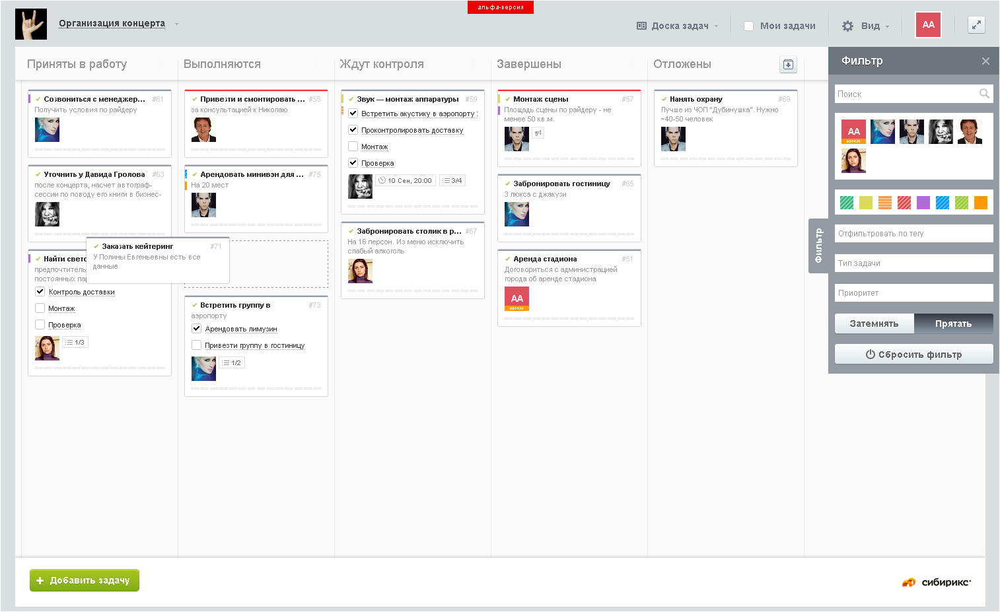 альфа-версия
Организация концерта
Доска задач
Мои задачи
Вид
AA
Приняты в работу
Выполняются
Ждут контроля
Завершены
Отложены
Созвониться с менеджер... #61
Получить условия по райдеру
Уточнить у Давида Гролова #63
после концерта, насчет автограф-
сессии по поводу его книги в бизнес-
Найти свето
предпочтитель
постоянных па
Контроль доставки
Монтаж
Проверка
1/3
Заказать кейтеринг #71
У Полины Евгеньевны есть все
данные
Привезти и смонтировать ... #55
за консультацией к Николаю
Арендовать минивэн для ... #75
На 20 мест
Встретить группу в #73
аэропорту
Арендовать лимузин
Привезти группу в гостиницу
1/2
Звук — монтаж аппаратуры #59
Встретить акустику в аэропорту
Проконтролировать доставку
Монтаж
Проверка
10 Сен, 20:00
3/4
Забронировать столик в р... #67
На 16 персон. Из меню исключить
слабый алкоголь
Монтаж сцены #57
Площадь сцены по райдеру - не
менее 50 кв.м.
Забронировать гостиницу #65
3 люкса с джакузи
Аренда стадиона #51
Договориться с администрацией
города об аренде стадиона
AA
ADMIN
Нанять охрану #69
Лучше из ЧОП "Дубинушка". Нужно
~40-50 человек
Фильтр
Поиск
AA
ADMIN
Фильтр
Отфильтровать по тегу
Тип задачи
Приоритет
Затемнять
Прятать
Сбросить фильтр
Добавить задачу
сибирикс